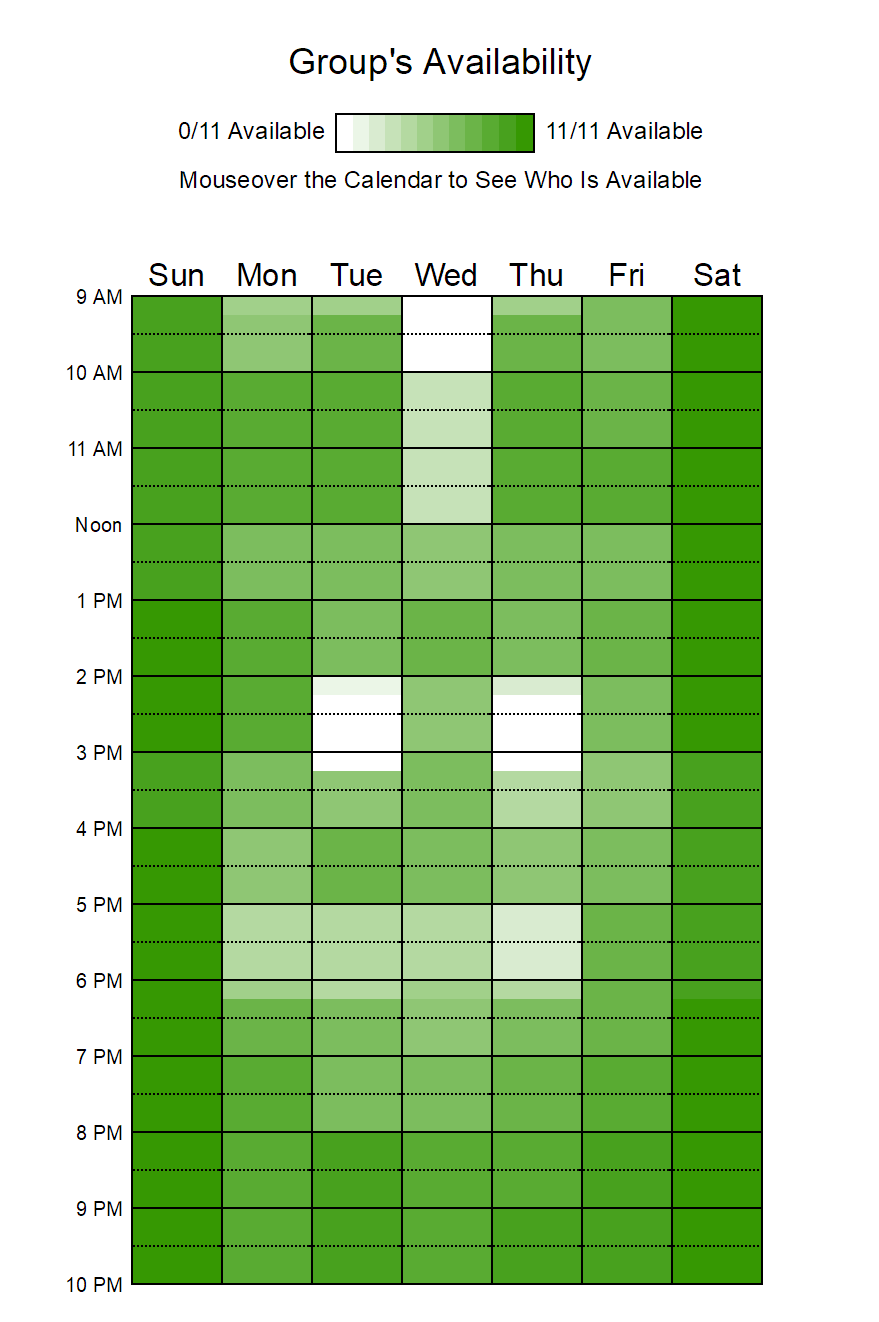 Group's Availability
0/11 Available 11/11 Available
Mouseover the Calendar to See Who Is Available
Sun Mon Tue Wed Thu Fri Sat
9 AM
10 AM
11 AM
Noon
1 PM
2 PM
3 PM
4 PM
5 PM
6 PM
7 PM
8 PM
9 PM
10 PM